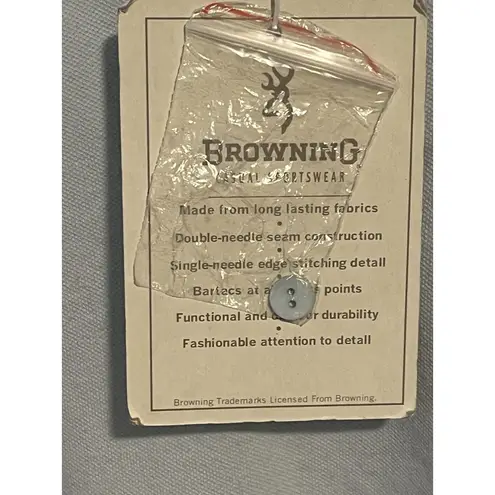 BROWNING
CASUAL SPORTSWEAR
Made from long lasting fabrics
Double-needle seam construction
Single-needle edge stitching detail
Bartacs at a s points
Functional and durability
Fashionable attention to detail
Browning Trademarks Licensed From Browning.